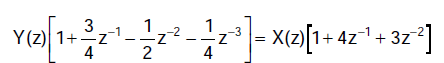 Y(z)[1+ 3/4 z⁻¹ − 1/2 z⁻² − 1/4 z⁻³] = X(z)[1+ 4z⁻¹ + 3z⁻²]